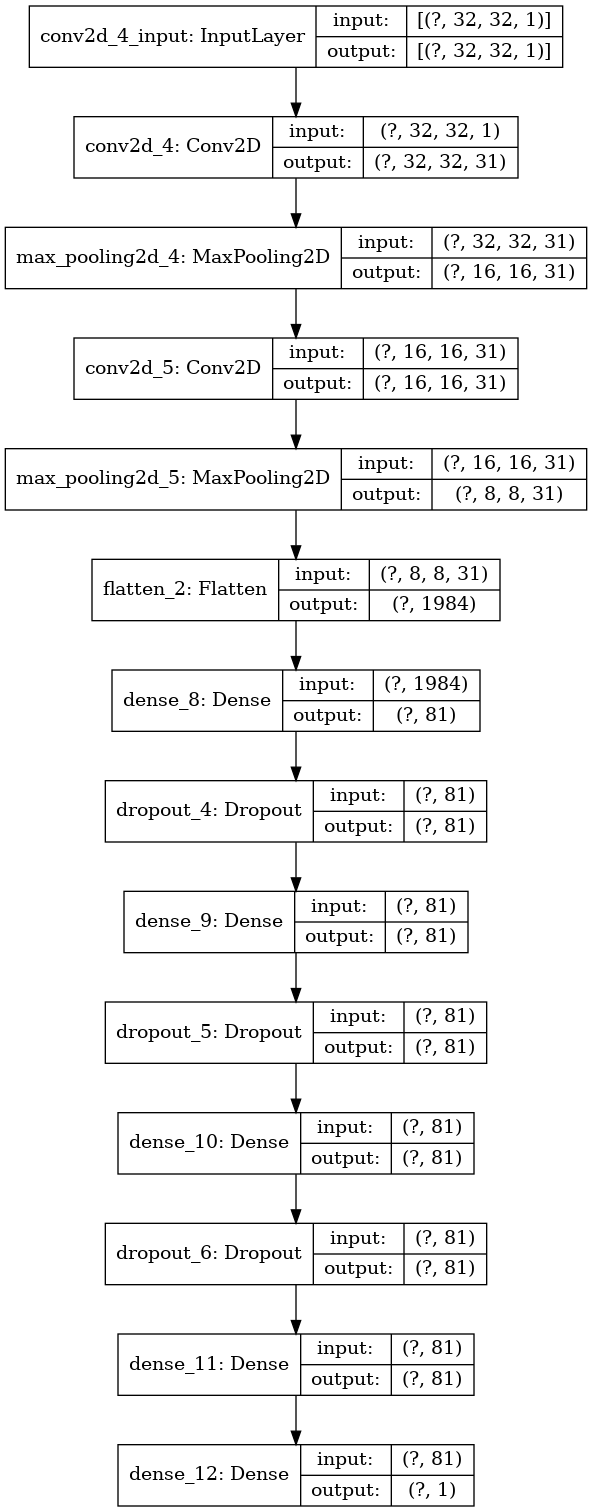 conv2d_4_input: InputLayer
input: [(?, 32, 32, 1)]
output: [(?, 32, 32, 1)]
conv2d_4: Conv2D
input: (?, 32, 32, 1)
output: (?, 32, 32, 31)
max_pooling2d_4: MaxPooling2D
input: (?, 32, 32, 31)
output: (?, 16, 16, 31)
conv2d_5: Conv2D
input: (?, 16, 16, 31)
output: (?, 16, 16, 31)
max_pooling2d_5: MaxPooling2D
input: (?, 16, 16, 31)
output: (?, 8, 8, 31)
flatten_2: Flatten
input: (?, 8, 8, 31)
output: (?, 1984)
dense_8: Dense
input: (?, 1984)
output: (?, 81)
dropout_4: Dropout
input: (?, 81)
output: (?, 81)
dense_9: Dense
input: (?, 81)
output: (?, 81)
dropout_5: Dropout
input: (?, 81)
output: (?, 81)
dense_10: Dense
input: (?, 81)
output: (?, 81)
dropout_6: Dropout
input: (?, 81)
output: (?, 81)
dense_11: Dense
input: (?, 81)
output: (?, 81)
dense_12: Dense
input: (?, 81)
output: (?, 1)